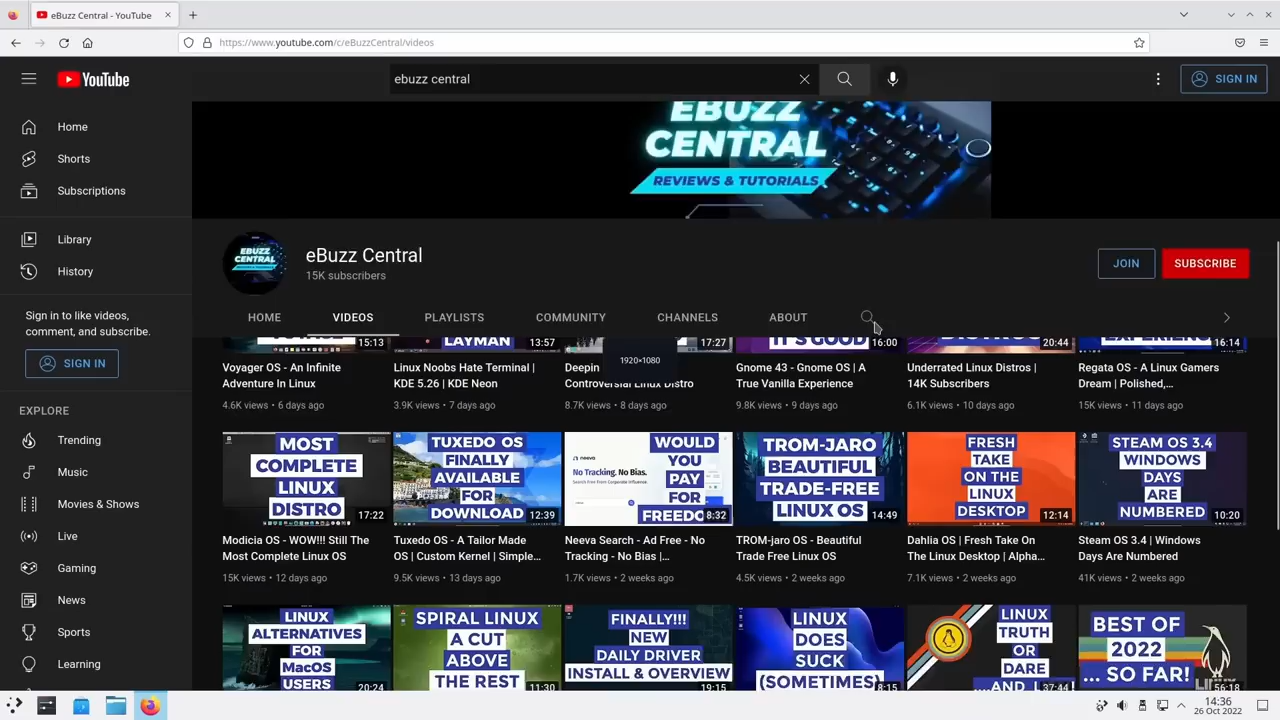 eBuzz Central - YouTube
https://www.youtube.com/c/eBuzzCentral/videos
YouTube
ebuzz central
SIGN IN
Home
Shorts
Subscriptions
Library
History
Sign in to like videos,
comment, and subscribe.
SIGN IN
EXPLORE
Trending
Music
Movies & Shows
Live
Gaming
News
Sports
Learning
EBUZZ
CENTRAL
REVIEWS & TUTORIALS
EBUZZ
CENTRAL
eBuzz Central
15K subscribers
JOIN
SUBSCRIBE
HOME
VIDEOS
PLAYLISTS
COMMUNITY
CHANNELS
ABOUT
15:13
LAYMAN
13:57
17:27
IT'S GOOD
16:00
20:44
16:14
1920×1080
Voyager OS - An Infinite
Adventure In Linux
4.6K views • 6 days ago
Linux Noobs Hate Terminal |
KDE 5.26 | KDE Neon
3.9K views • 7 days ago
Deepin
Controversial Linux Distro
8.7K views • 8 days ago
Gnome 43 - Gnome OS | A
True Vanilla Experience
9.8K views • 9 days ago
Underrated Linux Distros |
14K Subscribers
6.1K views • 10 days ago
Regata OS - A Linux Gamers
Dream | Polished,...
15K views • 11 days ago
MOST
COMPLETE
LINUX
DISTRO
17:22
TUXEDO OS
FINALLY
AVAILABLE
FOR
DOWNLOAD
12:39
neeva
No Tracking. No Bias.
WOULD
YOU
PAY
FOR
FREEDO
8:32
TROM-JARO
BEAUTIFUL
TRADE-FREE
LINUX OS
14:49
FRESH
TAKE
ON THE
LINUX
DESKTOP
12:14
STEAM OS 3.4
WINDOWS
DAYS
ARE
NUMBERED
10:20
Modicia OS - WOW!!! Still The
Most Complete Linux OS
15K views • 12 days ago
Tuxedo OS - A Tailor Made
OS | Custom Kernel | Simple...
9.5K views • 13 days ago
Neeva Search - Ad Free - No
Tracking - No Bias |...
1.7K views • 2 weeks ago
TROM-jaro OS - Beautiful
Trade Free Linux OS
4.5K views • 2 weeks ago
Dahlia OS | Fresh Take On
The Linux Desktop | Alpha...
7.1K views • 2 weeks ago
Steam OS 3.4 | Windows
Days Are Numbered
41K views • 2 weeks ago
LINUX
ALTERNATIVES
FOR
MacOS
USERS
20:24
SPIRAL LINUX
A CUT
ABOVE
THE REST
11:30
FINALLY!!!
NEW
DAILY DRIVER
INSTALL & OVERVIEW
19:15
LINUX
DOES
SUCK
(SOMETIMES)
8:15
LINUX
TRUTH
OR
DARE
37:44
BEST OF
2022
... SO FAR!
56:18
14:36
26 Oct 2022